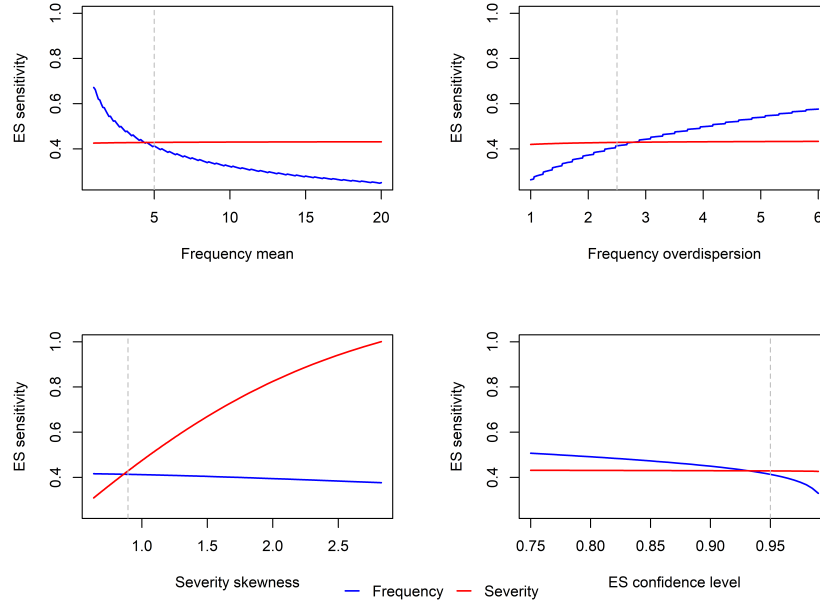 ES sensitivity
0.4 0.6 0.8 1.0
5 10 15 20
Frequency mean
ES sensitivity
0.4 0.6 0.8 1.0
1 2 3 4 5 6
Frequency overdispersion
ES sensitivity
0.4 0.6 0.8 1.0
1.0 1.5 2.0 2.5
Severity skewness
ES sensitivity
0.4 0.6 0.8 1.0
0.75 0.80 0.85 0.90 0.95
ES confidence level
Frequency Severity